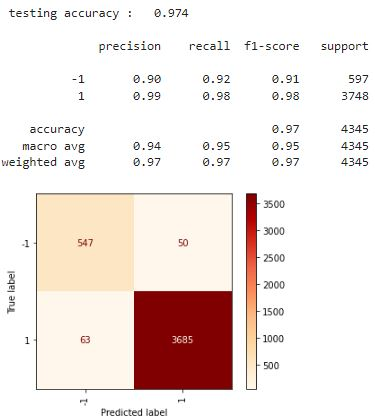 testing accuracy :   0.974
precision    recall  f1-score   support
-1       0.90      0.92      0.91       597
1       0.99      0.98      0.98      3748
accuracy                           0.97      4345
macro avg       0.94      0.95      0.95      4345
weighted avg       0.97      0.97      0.97      4345
3500
3000
2500
2000
1500
1000
500
-1
547
50
1
63
3685
True label
-1
1
Predicted label